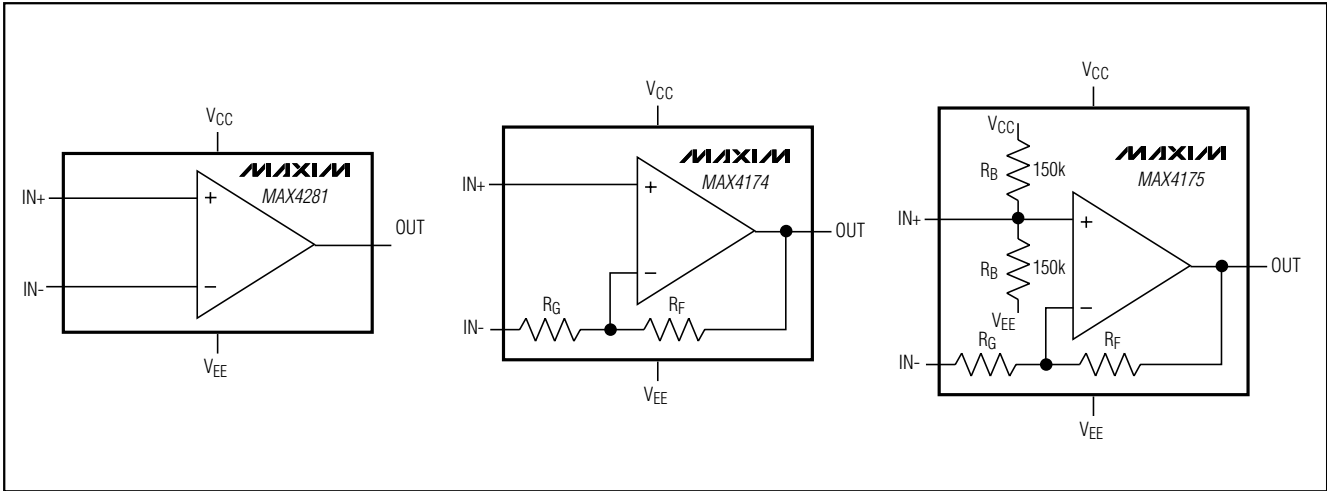 VCC
MAXIM
MAX4281
IN+
+
OUT
IN-
−
VEE
VCC
MAXIM
MAX4174
IN+
+
OUT
−
RG
RF
IN-
VEE
VCC
VCC
MAXIM
RB 150k
MAX4175
IN+
+
RB 150k
OUT
−
VEE
RG
RF
IN-
VEE